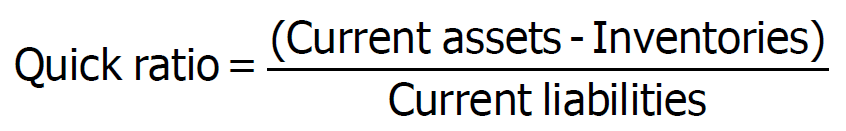 (Current assets - Inventories)
Quick ratio =
Current liabilities